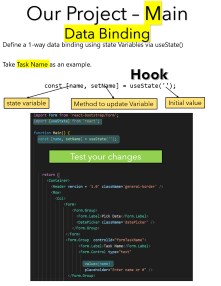 Our Project – Main
Data Binding
Define a 1-way data binding using state Variables via useState()
Take Task Name as an example.
Hook
const [name, setName] = useState('');
state variable
Method to update Variable
Initial value
import Form from 'react-bootstrap/Form';
import {useState} from 'react';
function Main() {
const [name, setName] = useState('');
Test your changes
return (
<Container>
<Header version = '1.0' className="general-border" />
<Row>
<Col>
<Form>
<Form.Group>
<Form.Label>Pick Date</Form.Label>
<DatePicker className="datePicker" />
</Form.Group>
</Form>
<Form.Group controlId="formTaskName">
<Form.Label>Task Name</Form.Label>
<Form.Control type="text"
value={name}
placeholder="Enter name or #" />
</Form.Group>